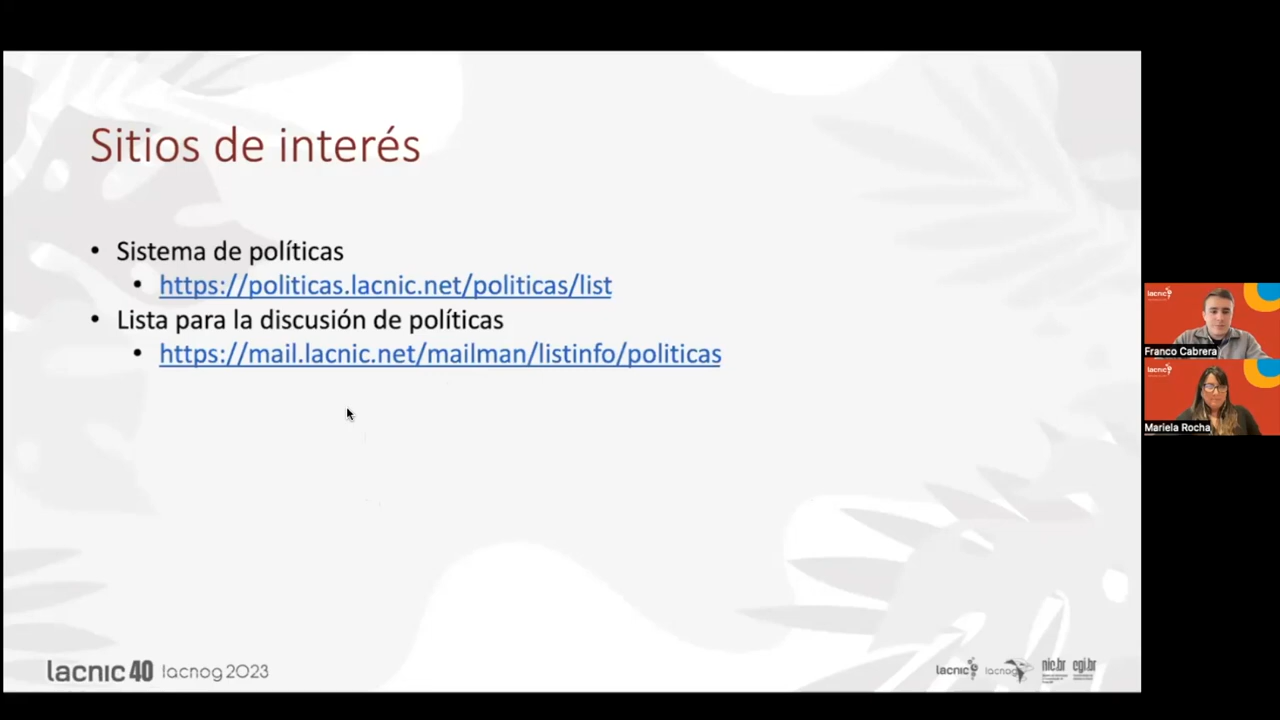 Sitios de interés
• Sistema de políticas
• https://politicas.lacnic.net/politicas/list
• Lista para la discusión de políticas
• https://mail.lacnic.net/mailman/listinfo/politicas
lacnic
Franco Cabrera
lacnic
Mariela Rocha
lacnic 40 lacnog 2023
lacnic lacnog nic.br cgi.br